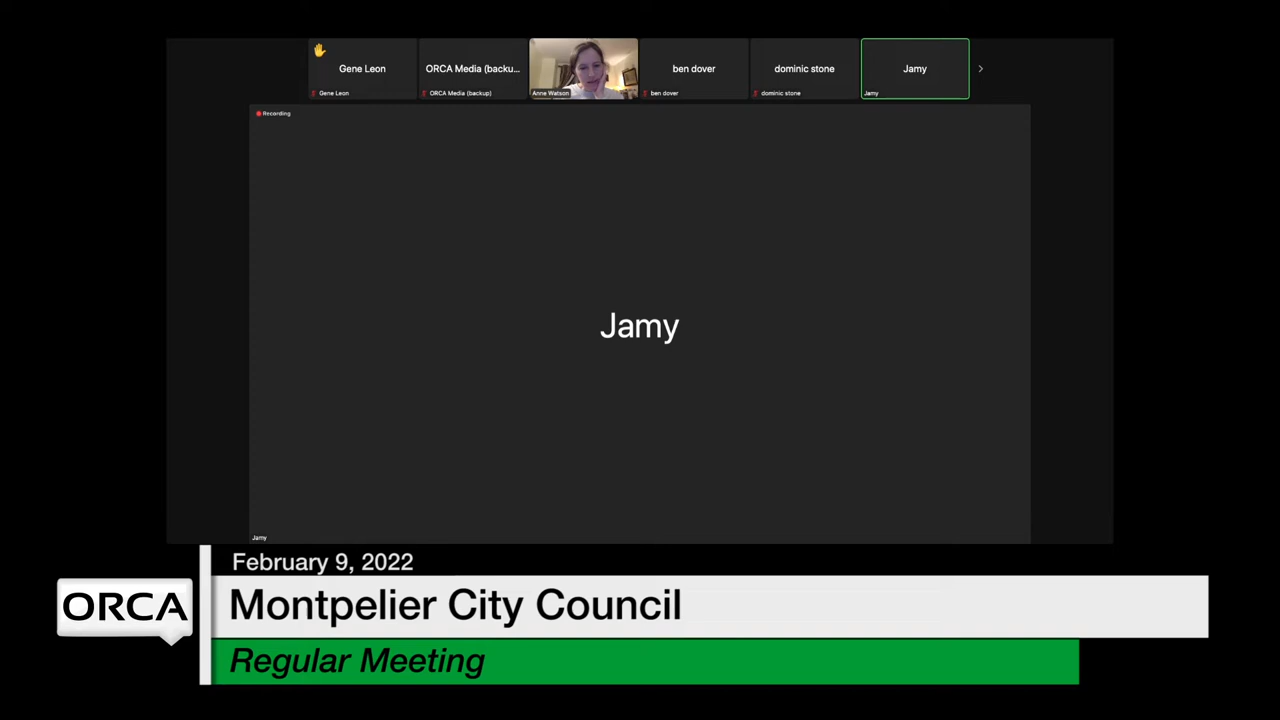 Gene Leon
ORCA Media (backu...
ben dover
dominic stone
Jamy
Gene Leon
ORCA Media (backup)
Anne Watson
ben dover
dominic stone
Jamy
Recording
Jamy
Jamy
February 9, 2022
ORCA
Montpelier City Council
Regular Meeting